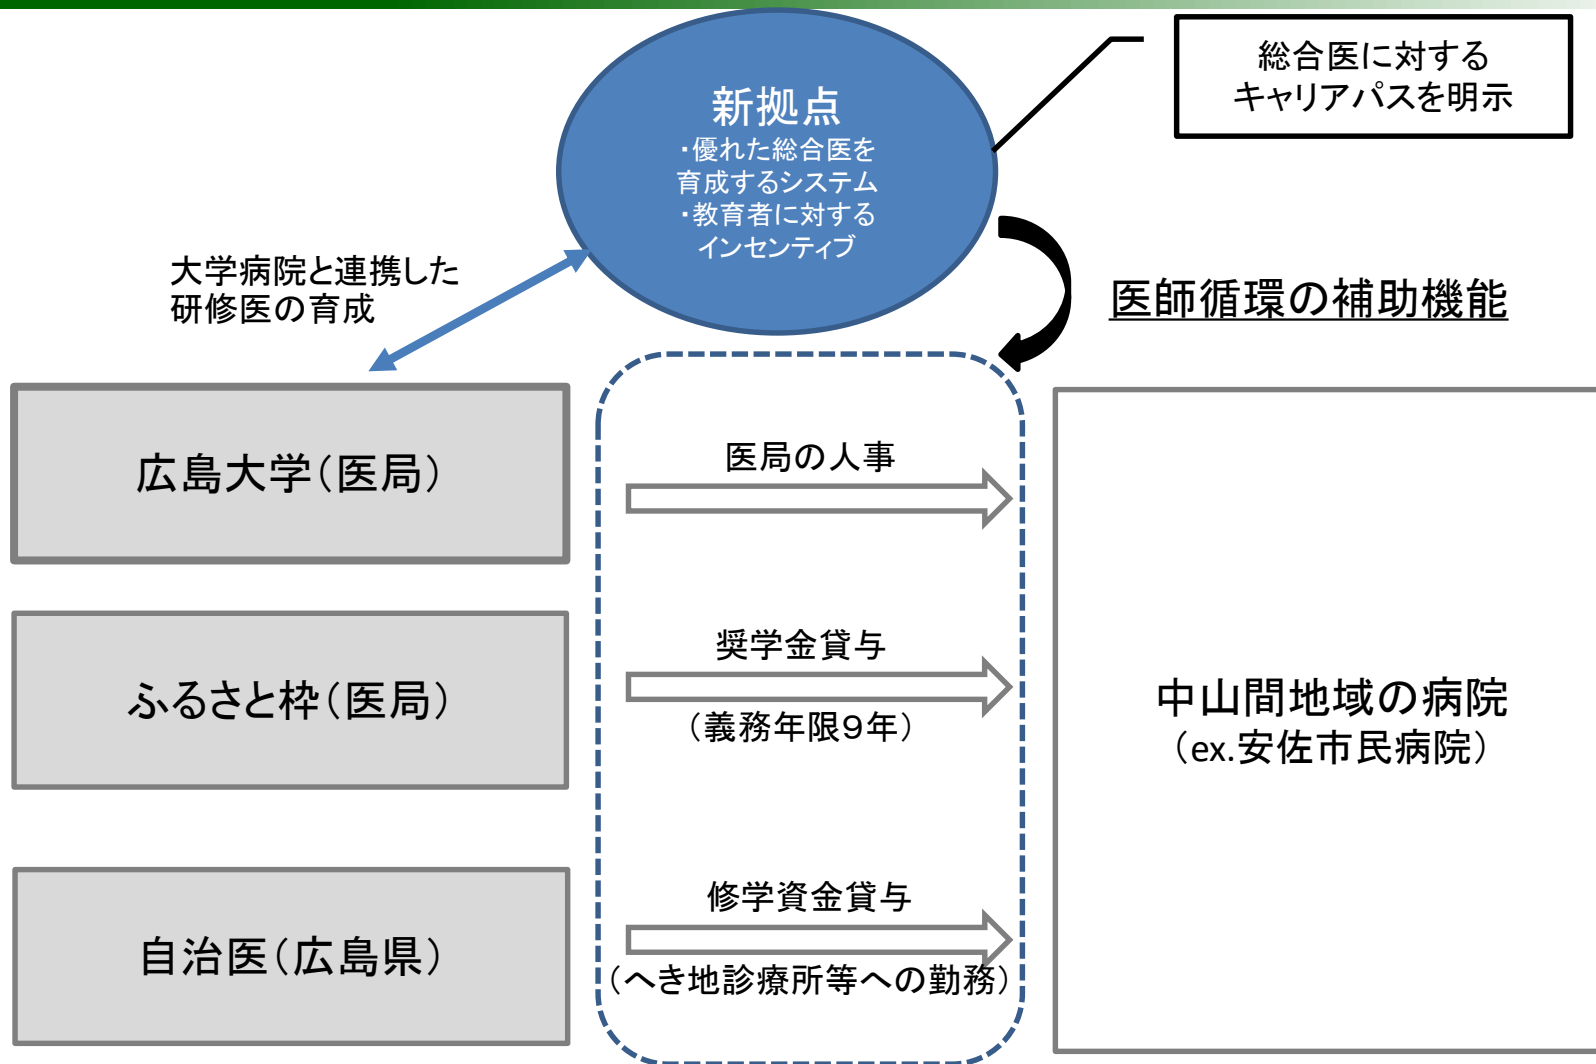 総合医に対する
キャリアパスを明示
新拠点
・優れた総合医を
育成するシステム
・教育者に対する
インセンティブ
大学病院と連携した
研修医の育成
医師循環の補助機能
広島大学（医局）
医局の人事
ふるさと枠（医局）
奨学金貸与
（義務年限９年）
中山間地域の病院
（ex.安佐市民病院）
自治医（広島県）
修学資金貸与
（へき地診療所等への勤務）